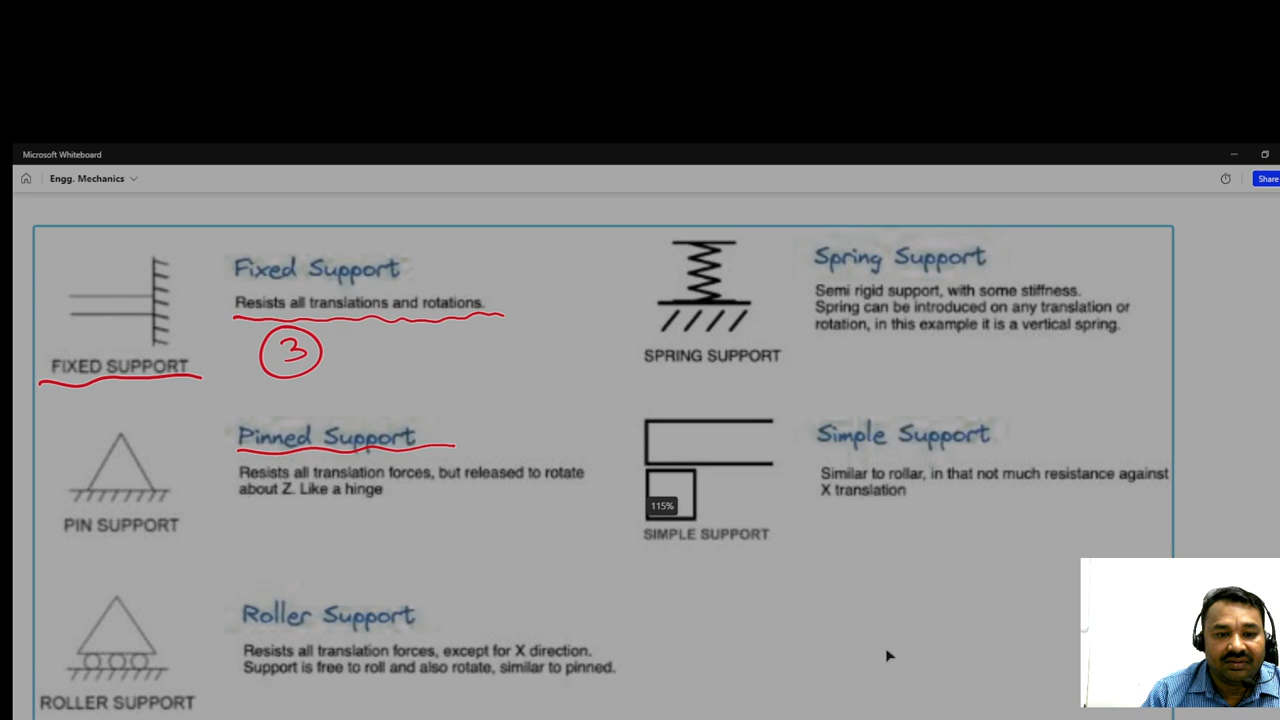 Microsoft Whiteboard
Engg. Mechanics
Share
Fixed Support
Resists all translations and rotations.
3
FIXED SUPPORT
Pinned Support
Resists all translation forces, but released to rotate
about Z. Like a hinge
PIN SUPPORT
Roller Support
Resists all translation forces, except for X direction.
Support is free to roll and also rotate, similar to pinned.
ROLLER SUPPORT
Spring Support
Semi rigid support, with some stiffness.
Spring can be introduced on any translation or
rotation, in this example it is a vertical spring.
SPRING SUPPORT
Simple Support
Similar to rollar, in that not much resistance against
X translation
115%
SIMPLE SUPPORT